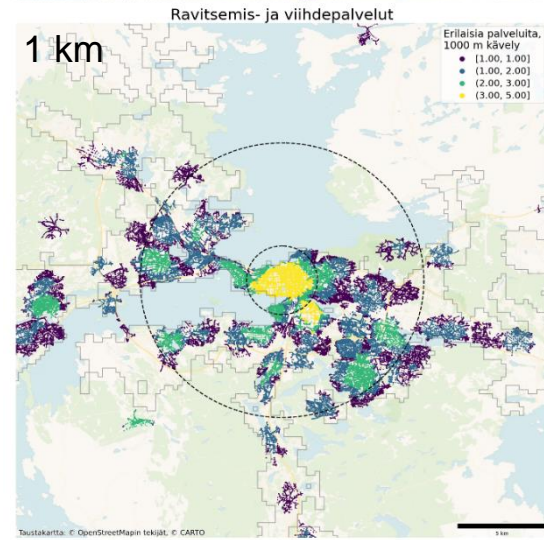 Ravitsemis- ja viihdepalvelut
1 km
Erilaisia palveluita,
1000 m kävely
[1.00, 1.00]
(1.00, 2.00]
(2.00, 3.00]
(3.00, 5.00]
Taustakartta: © OpenStreetMapin tekijät, © CARTO
5 km